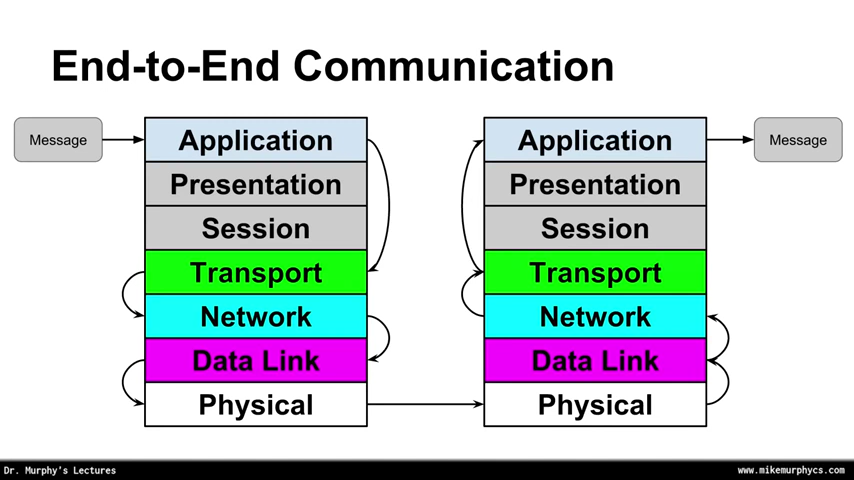 End-to-End Communication
Message
Application
Presentation
Session
Transport
Network
Data Link
Physical
Application
Presentation
Session
Transport
Network
Data Link
Physical
Message
Dr. Murphy's Lectures
www.mikemurphycs.com